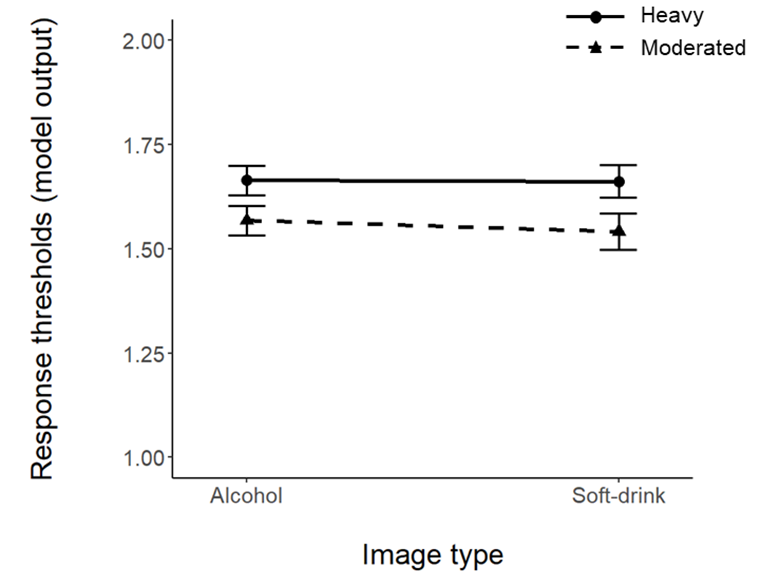 Heavy
Moderated
Response thresholds (model output)
2.00
1.75
1.50
1.25
1.00
Alcohol Soft-drink
Image type